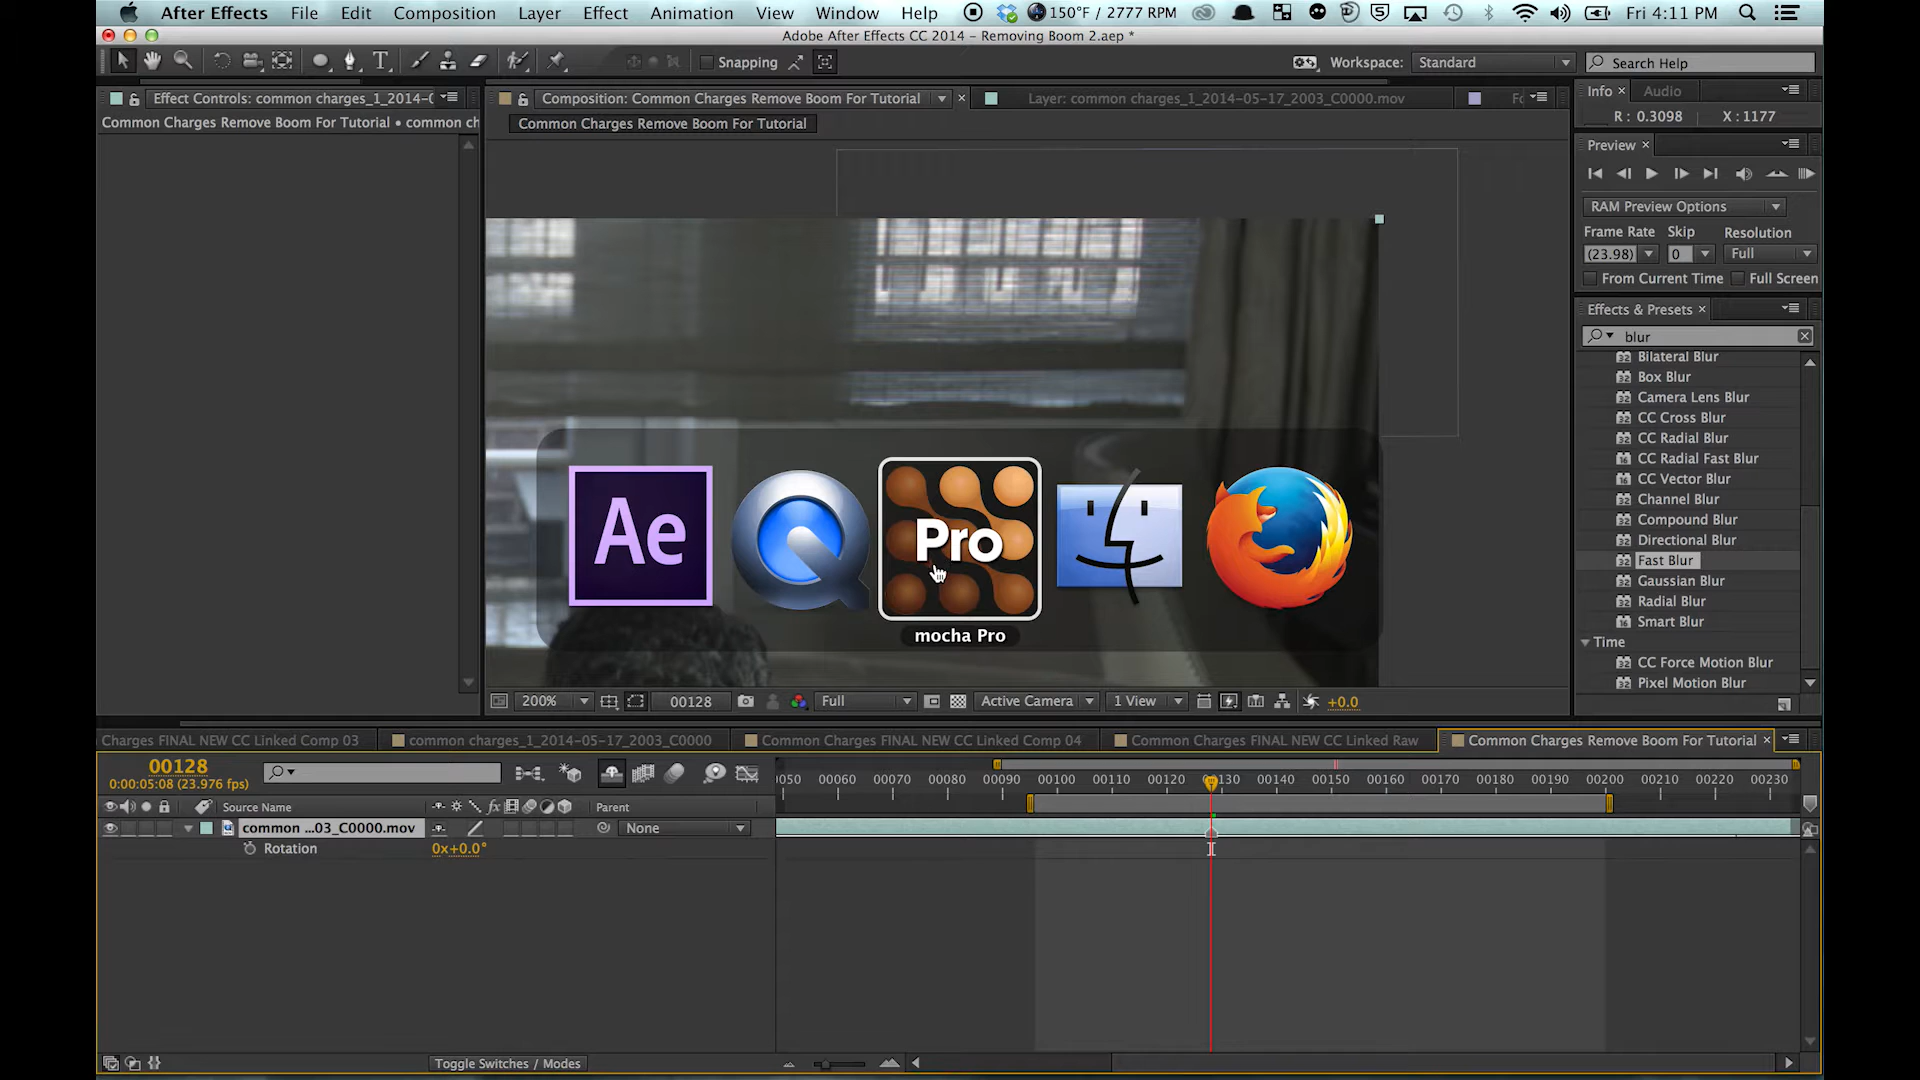 After Effects File Edit Composition Layer Effect Animation View Window Help 150°F / 2777 RPM Fri 4:11 PM
Adobe After Effects CC 2014 – Removing Boom 2.aep *
Snapping
Workspace: Standard
Search Help
Effect Controls: common charges_1_2014-0
Common Charges Remove Boom For Tutorial • common ch
Composition: Common Charges Remove Boom For Tutorial
Layer: common charges_1_2014-05-17_2003_C0000.mov
Common Charges Remove Boom For Tutorial
Info Audio
R : 0.3098 X : 1177
Preview
RAM Preview Options
Frame Rate Skip Resolution
(23.98) 0 Full
From Current Time Full Screen
Effects & Presets
blur
Bilateral Blur
Box Blur
Camera Lens Blur
CC Cross Blur
CC Radial Blur
CC Radial Fast Blur
CC Vector Blur
Channel Blur
Compound Blur
Directional Blur
Fast Blur
Gaussian Blur
Radial Blur
Smart Blur
Time
CC Force Motion Blur
Pixel Motion Blur
Ae
Pro
mocha Pro
200% 00128 Full Active Camera 1 View +0.0
Charges FINAL NEW CC Linked Comp 03
common charges_1_2014-05-17_2003_C0000
Common Charges FINAL NEW CC Linked Comp 04
Common Charges FINAL NEW CC Linked Raw
Common Charges Remove Boom For Tutorial
00128
0:00:05:08 (23.976 fps)
Source Name Parent
common ...03_C0000.mov None
Rotation 0x+0.0°
0050 00060 00070 00080 00090 00100 00110 00120 00130 00140 00150 00160 00170 00180 00190 00200 00210 00220 00230
Toggle Switches / Modes